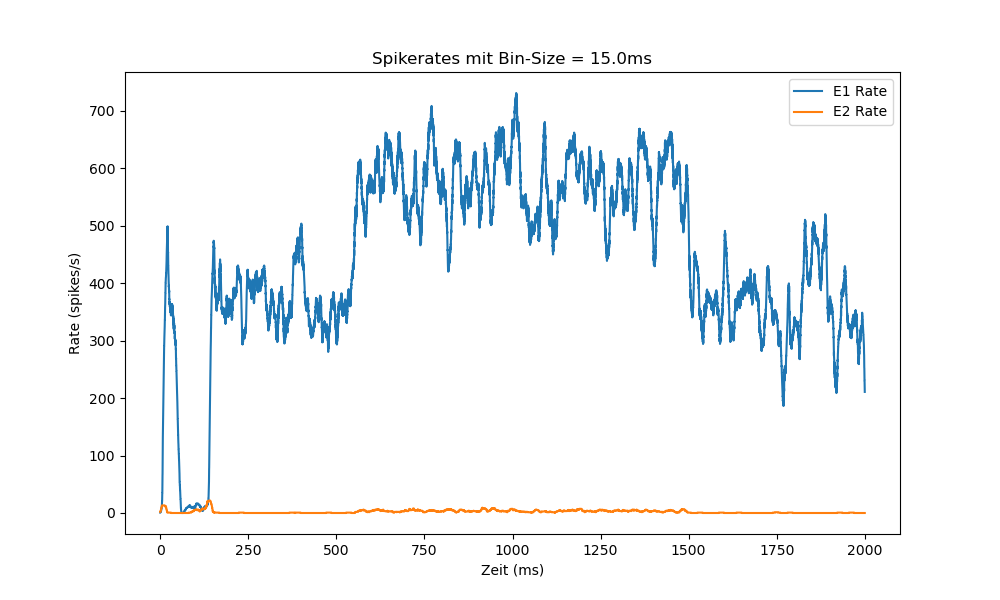 Spikerates mit Bin-Size = 15.0ms
E1 Rate
E2 Rate
Rate (spikes/s)
700
600
500
400
300
200
100
0
0 250 500 750 1000 1250 1500 1750 2000
Zeit (ms)